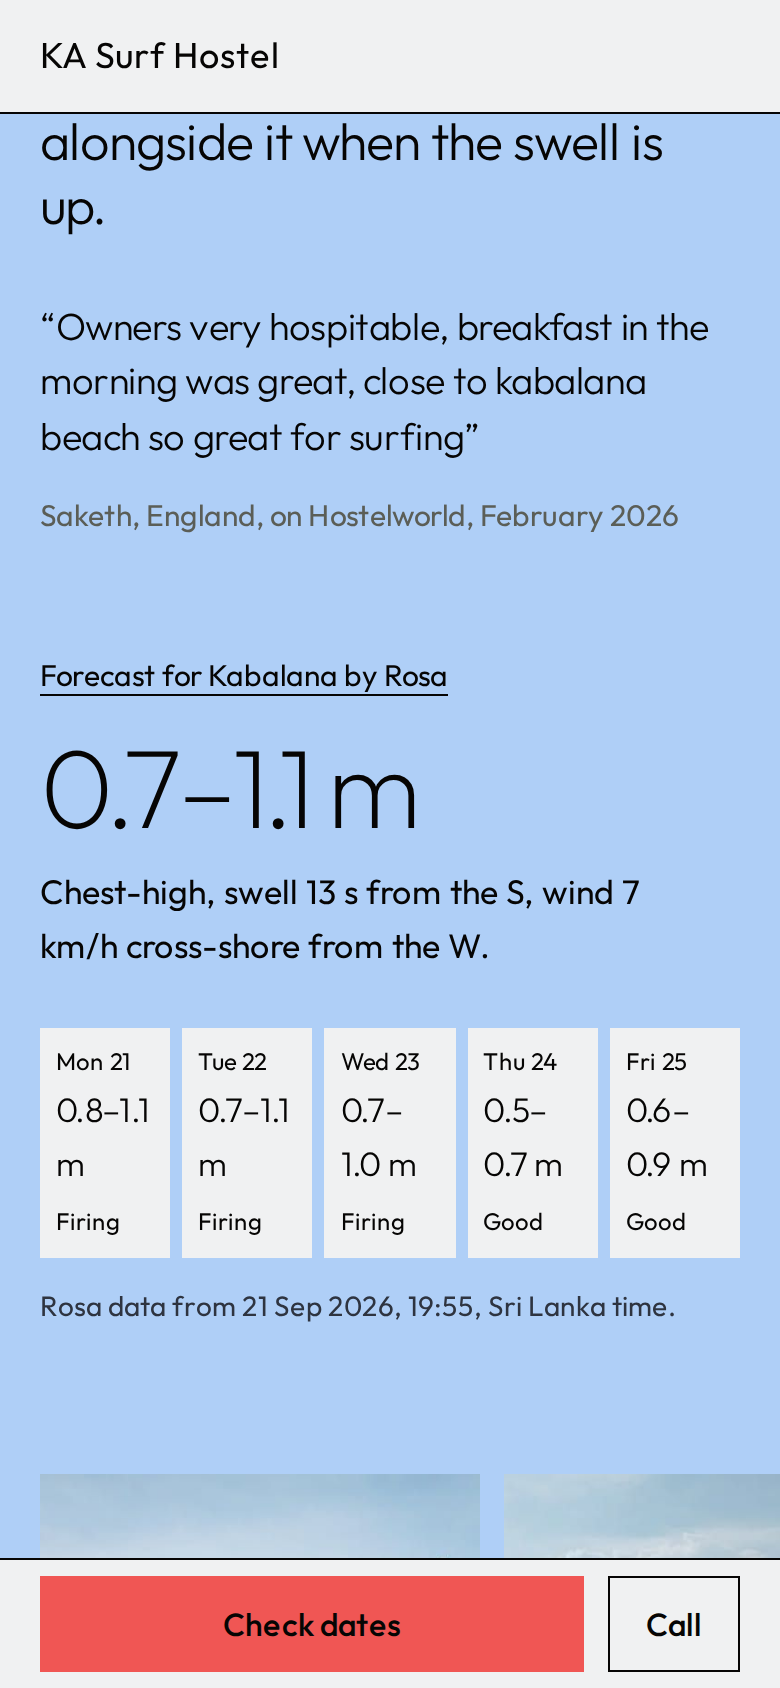 KA Surf Hostel
alongside it when the swell is
up.
“Owners very hospitable, breakfast in the
morning was great, close to kabalana
beach so great for surfing”
Saketh, England, on Hostelworld, February 2026
Forecast for Kabalana by Rosa
0.7–1.1 m
Chest-high, swell 13 s from the S, wind 7
km/h cross-shore from the W.
Mon 21
0.8–1.1
m
Firing
Tue 22
0.7–1.1
m
Firing
Wed 23
0.7–
1.0 m
Firing
Thu 24
0.5–
0.7 m
Good
Fri 25
0.6–
0.9 m
Good
Rosa data from 21 Sep 2026, 19:55, Sri Lanka time.
Check dates
Call